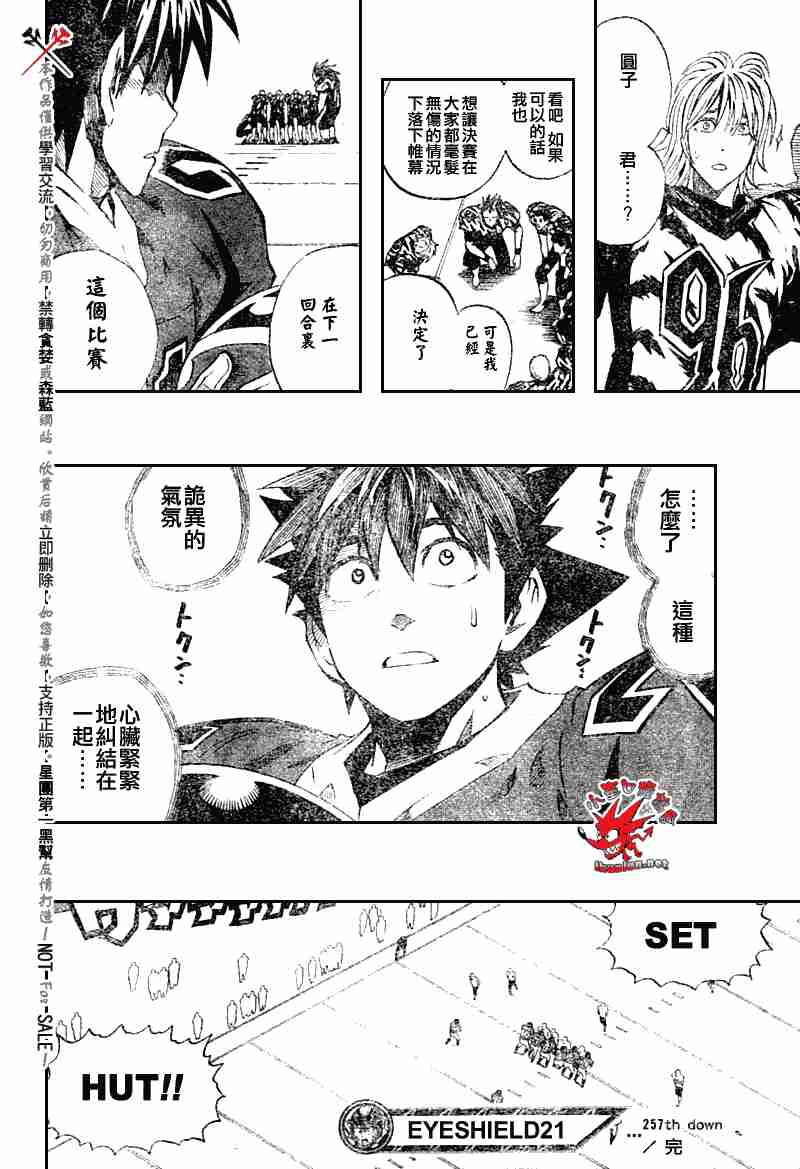 圓子
君……？
看吧 如果
可以的話
我也
想讓決賽在
大家都毫髮
無傷的情況
下落下帷幕
可是我
已經
決定了
在下一
回合裏
這個比賽
……
怎麼了 這種
詭異的
氣氛
トクン…
トクン…
心臟緊緊
地糾結在
一起……
SET
HUT!!
EYESHIELD21
... 257th down
/ 完
本作品僅供學習交流！切勿商用！禁轉貪婪或森藍網站。欣賞后請立即刪除！如您喜歡！支持正版！。星團第一黑幫友情打造！NOT-For-SALE！